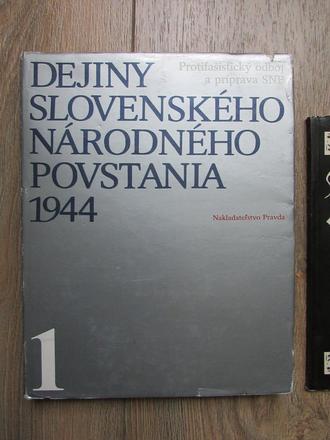 Protifašistický odboj
a príprava SNP
DEJINY
SLOVENSKÉHO
NÁRODNÉHO
POVSTANIA
1944
Nakladateľstvo Pravda
1